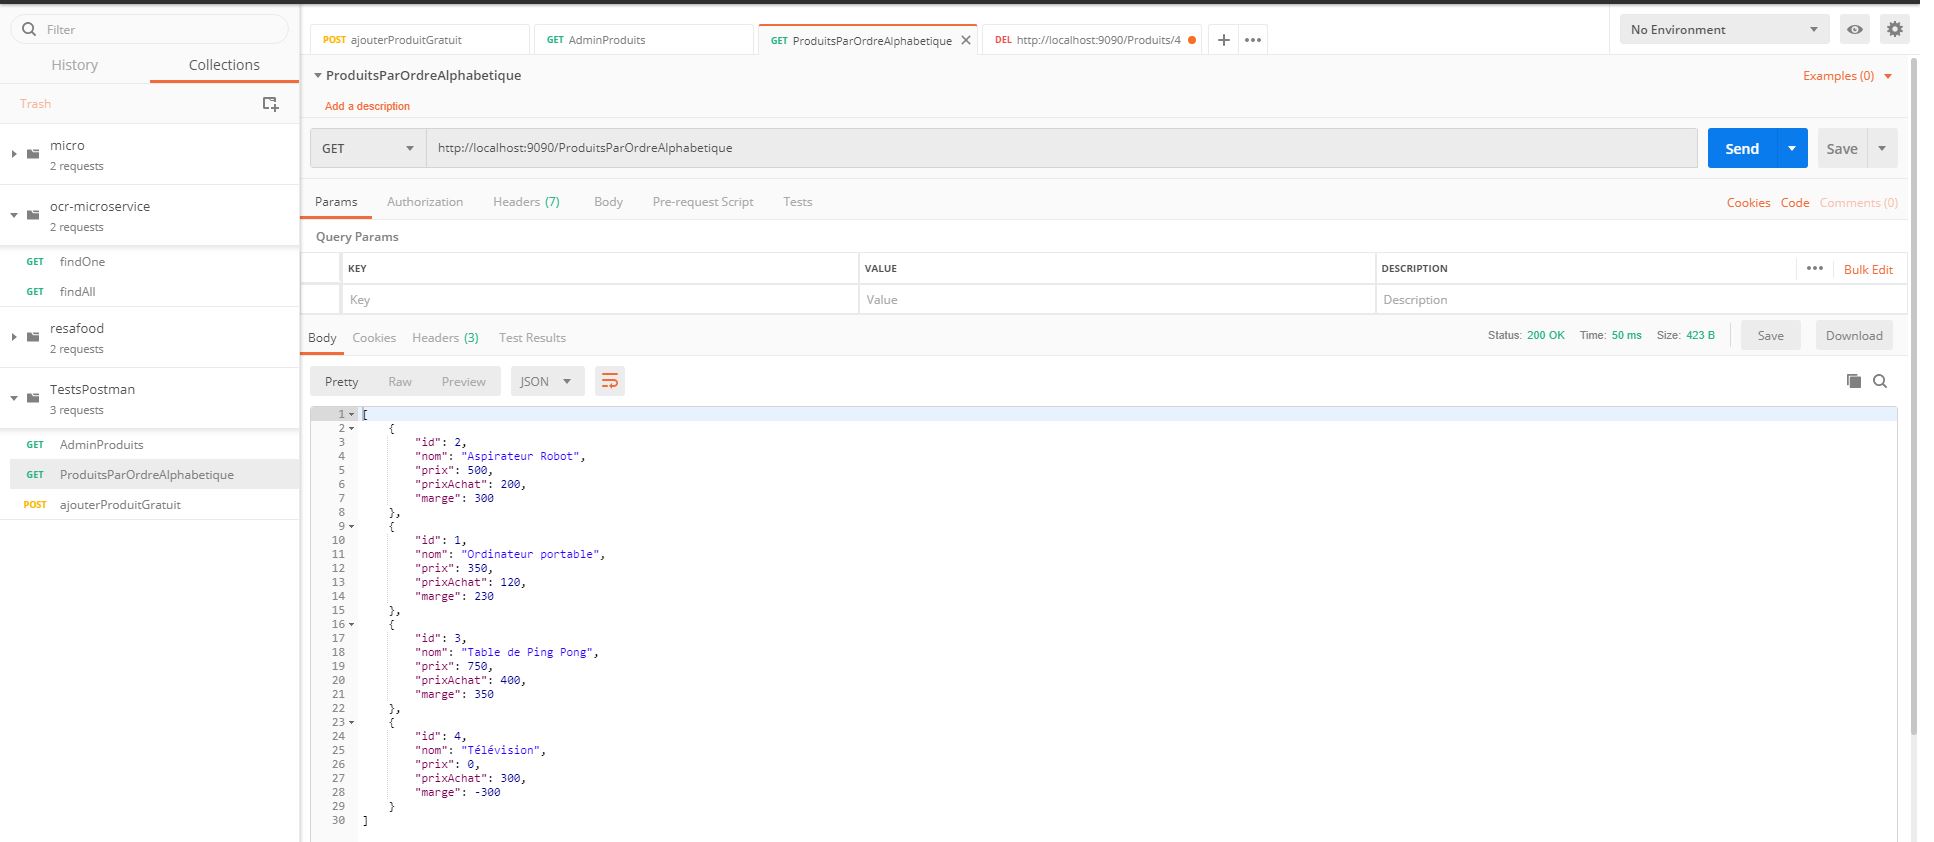 Filter
History Collections
Trash
micro
2 requests
ocr-microservice
2 requests
GET findOne
GET findAll
resafood
2 requests
TestsPostman
3 requests
GET AdminProduits
GET ProduitsParOrdreAlphabetique
POST ajouterProduitGratuit
POST ajouterProduitGratuit GET AdminProduits GET ProduitsParOrdreAlphabetique DEL http://localhost:9090/Produits/4 No Environment
ProduitsParOrdreAlphabetique Examples (0)
Add a description
GET http://localhost:9090/ProduitsParOrdreAlphabetique Send Save
Params Authorization Headers (7) Body Pre-request Script Tests Cookies Code Comments (0)
Query Params
KEY VALUE DESCRIPTION Bulk Edit
Key Value Description
Body Cookies Headers (3) Test Results Status: 200 OK Time: 50 ms Size: 423 B Save Download
Pretty Raw Preview JSON
1 [
2 {
3 "id": 2,
4 "nom": "Aspirateur Robot",
5 "prix": 500,
6 "prixAchat": 200,
7 "marge": 300
8 },
9 {
10 "id": 1,
11 "nom": "Ordinateur portable",
12 "prix": 350,
13 "prixAchat": 120,
14 "marge": 230
15 },
16 {
17 "id": 3,
18 "nom": "Table de Ping Pong",
19 "prix": 750,
20 "prixAchat": 400,
21 "marge": 350
22 },
23 {
24 "id": 4,
25 "nom": "Télévision",
26 "prix": 0,
27 "prixAchat": 300,
28 "marge": -300
29 }
30 ]